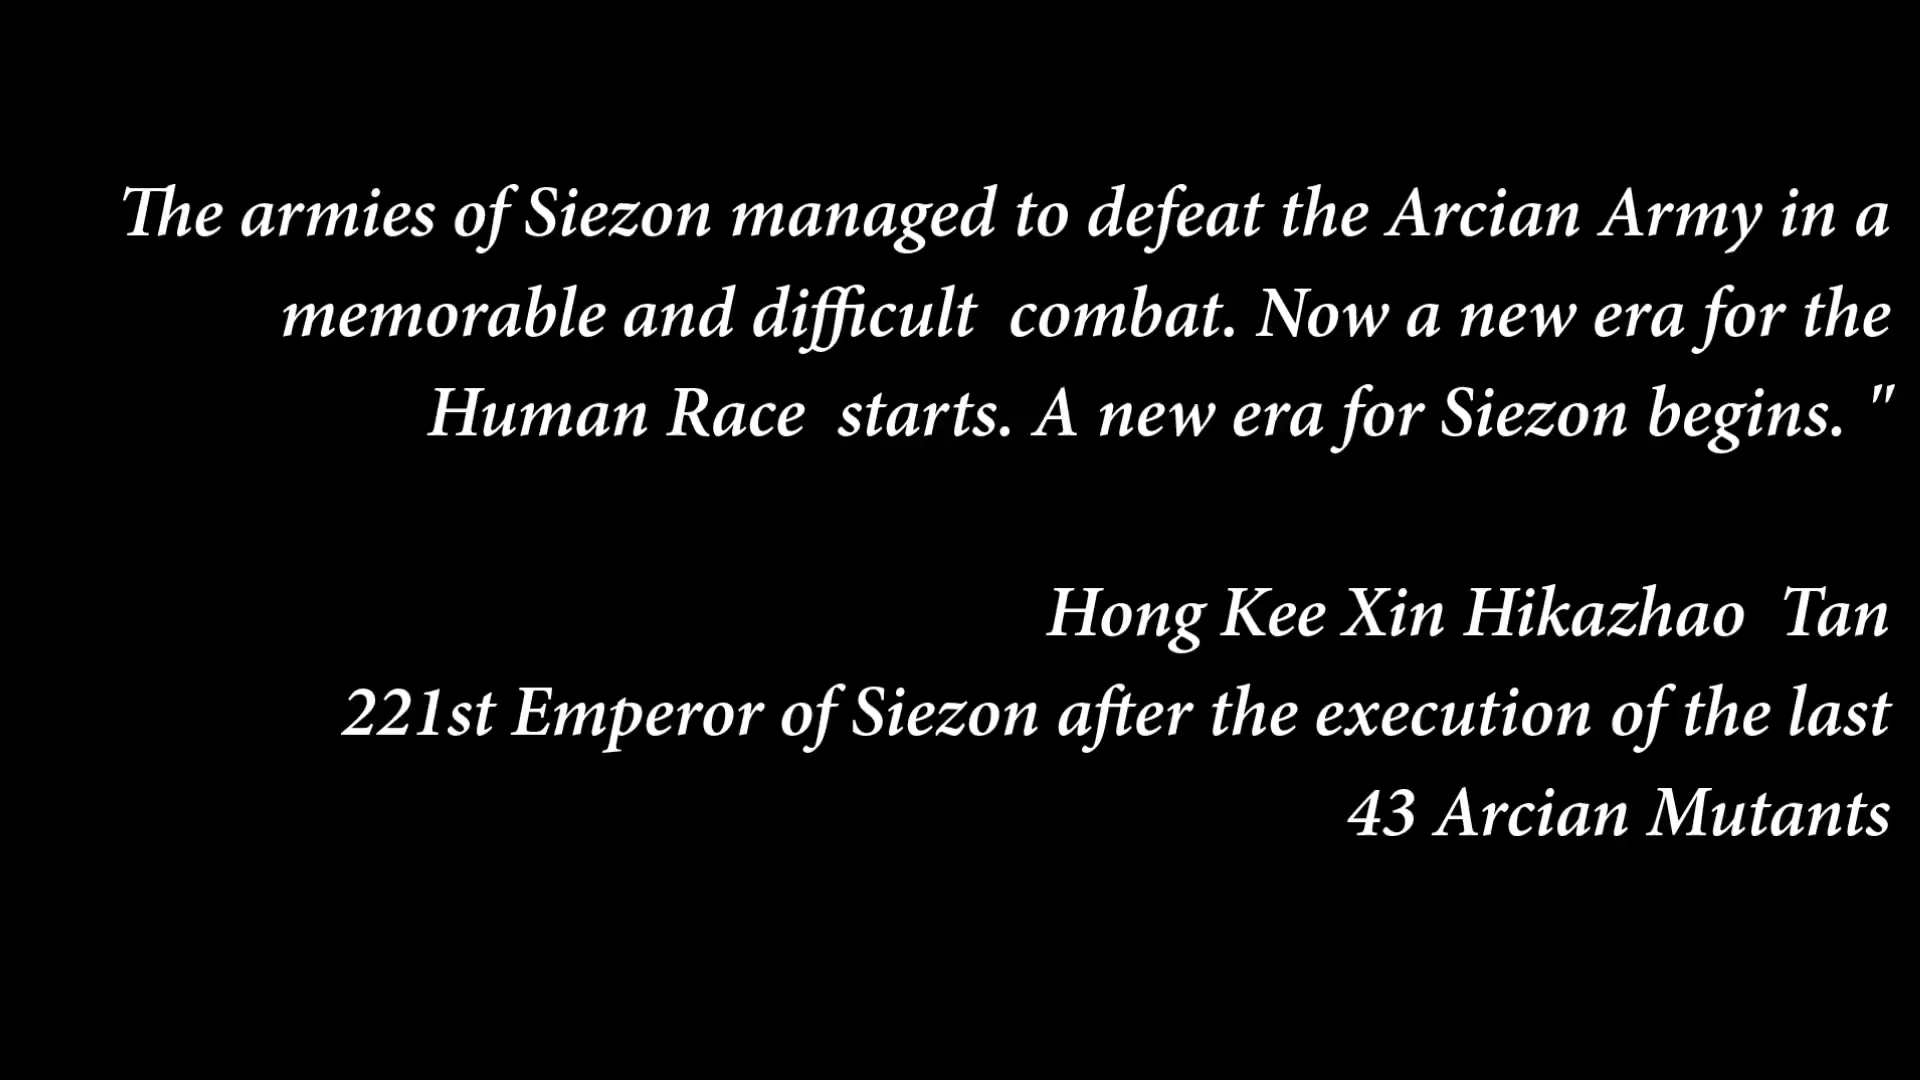 The armies of Siezon managed to defeat the Arcian Army in a
memorable and difficult  combat. Now a new era for the
Human Race  starts. A new era for Siezon begins. "
Hong Kee Xin Hikazhao  Tan
221st Emperor of Siezon after the execution of the last
43 Arcian Mutants